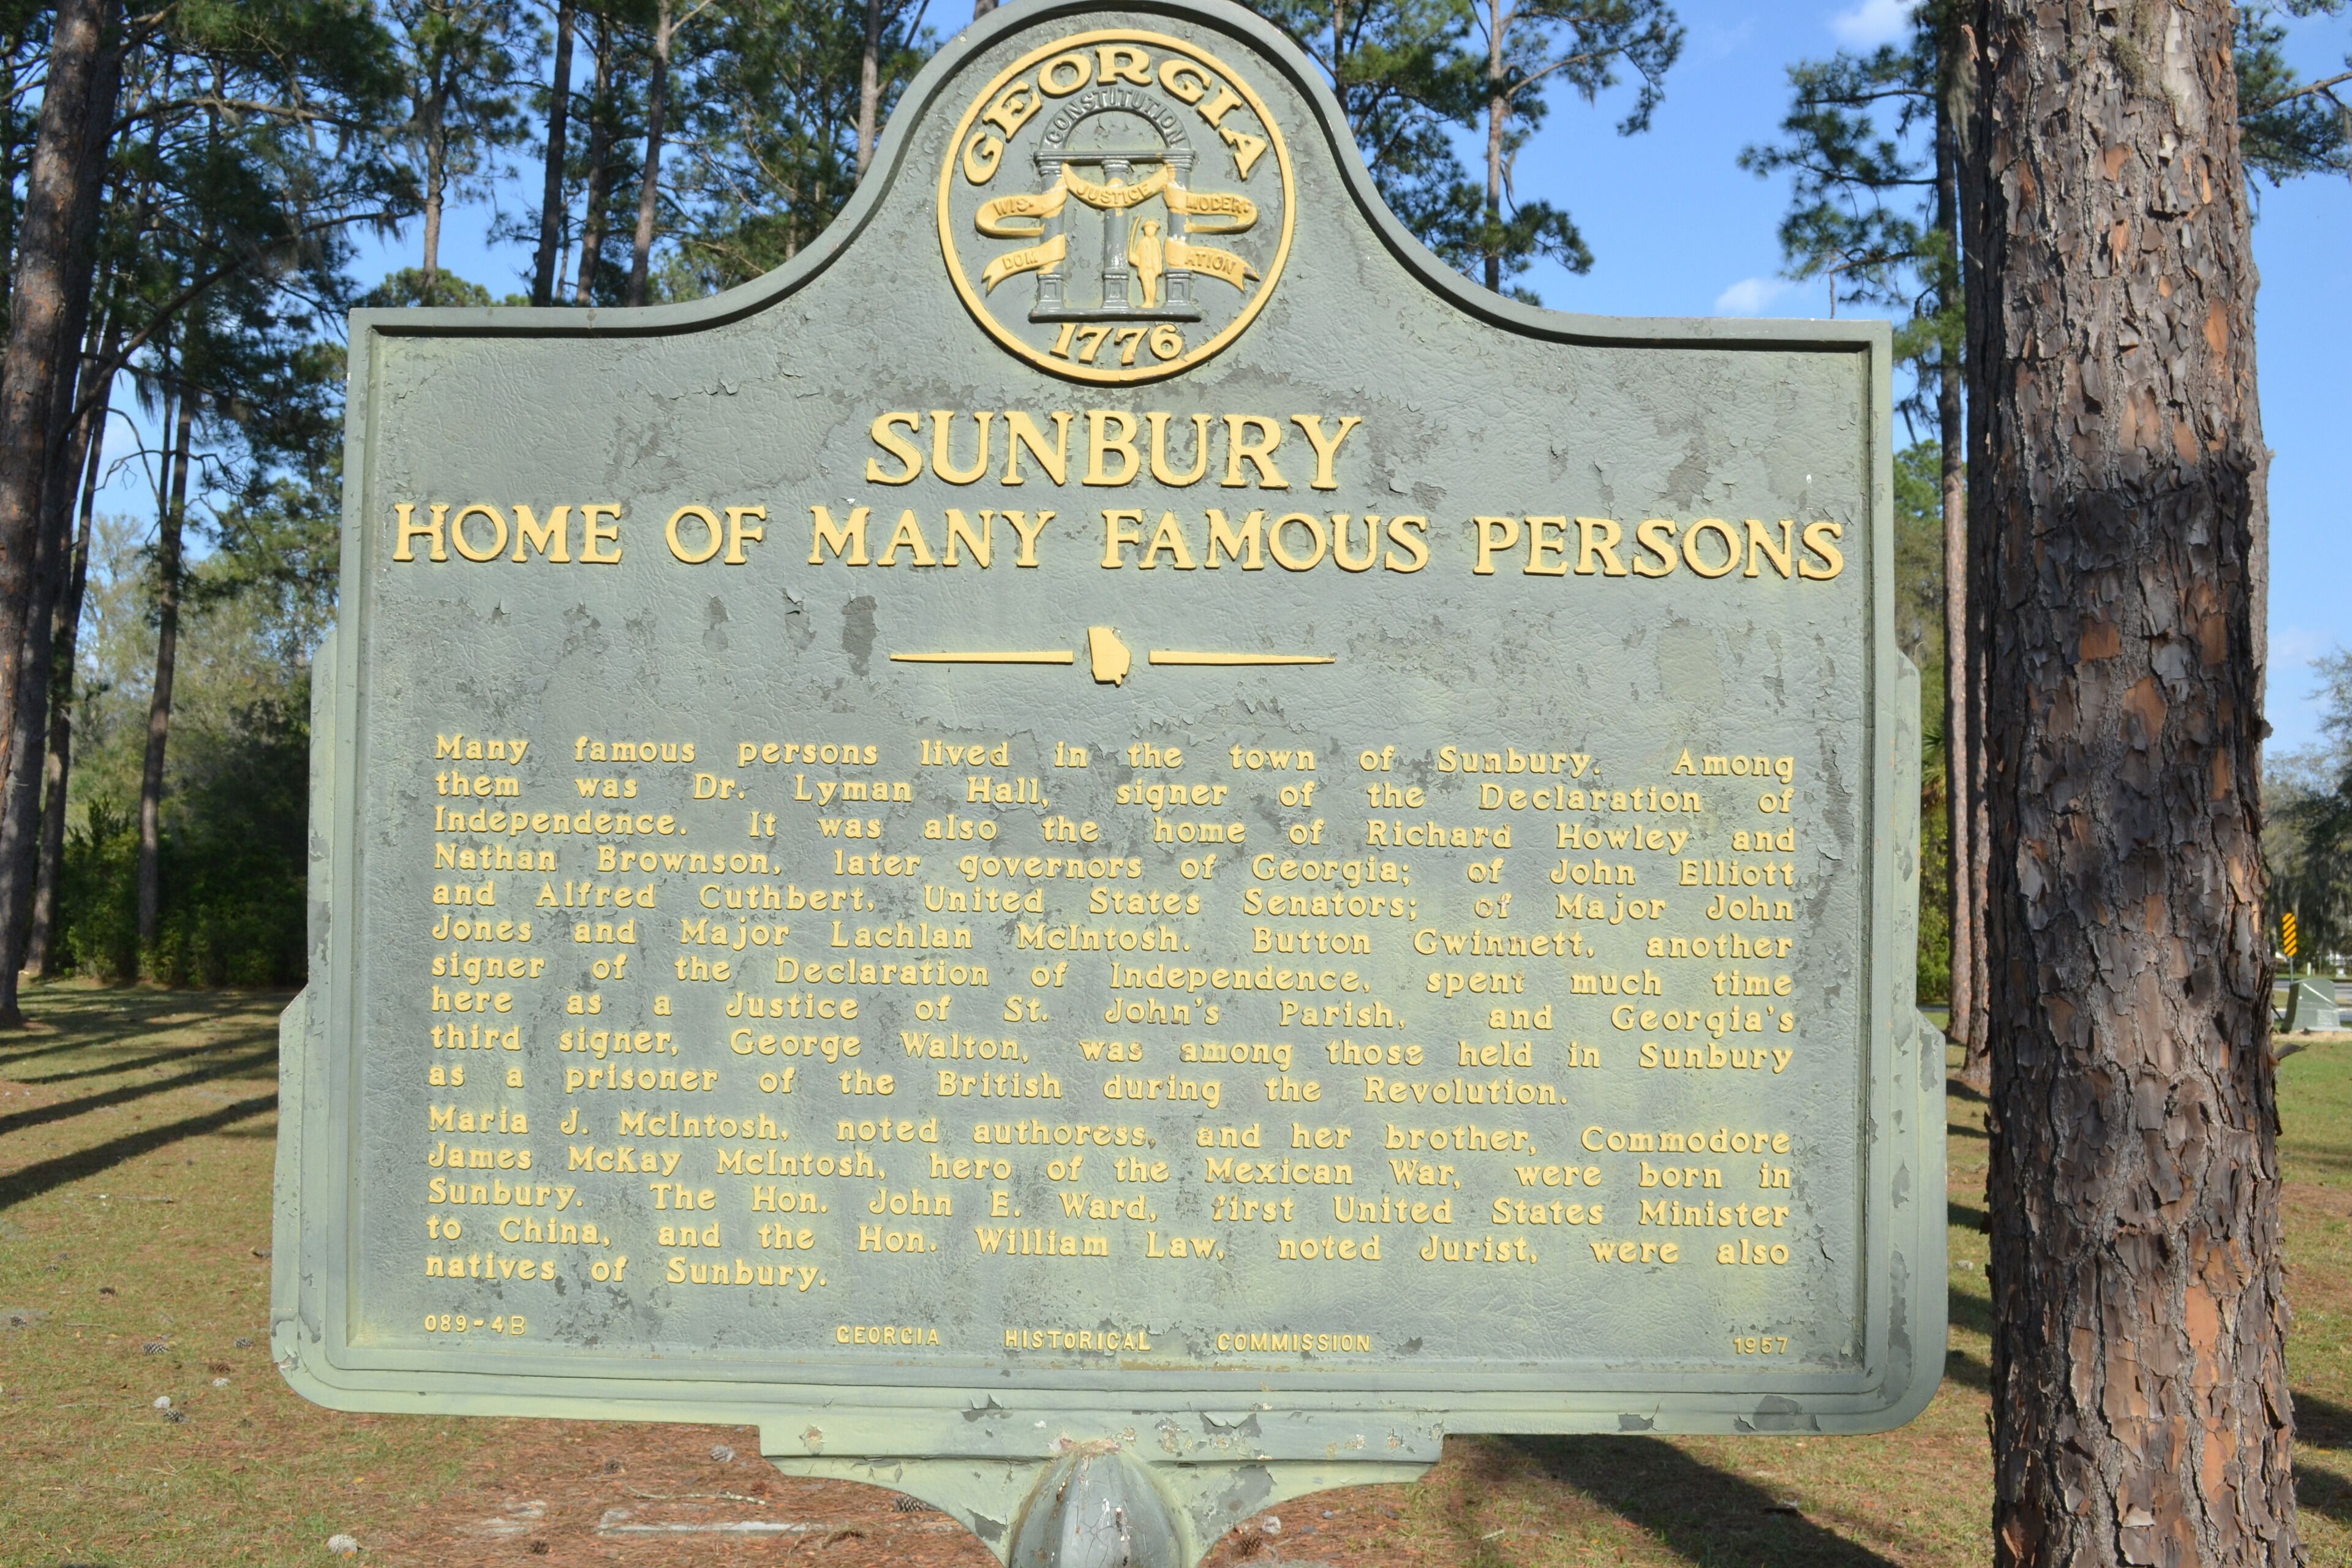 GEORGIA
CONSTITUTION
WIS- JUSTICE MODER-
DOM ATION
1776
SUNBURY
HOME OF MANY FAMOUS PERSONS
Many famous persons lived in the town of Sunbury. Among
them was Dr. Lyman Hall, signer of the Declaration of
Independence. It was also the home of Richard Howley and
Nathan Brownson, later governors of Georgia; of John Elliott
and Alfred Cuthbert, United States Senators; of Major John
Jones and Major Lachlan McIntosh. Button Gwinnett, another
signer of the Declaration of Independence, spent much time
here as a Justice of St. John's Parish, and Georgia's
third signer, George Walton, was among those held in Sunbury
as a prisoner of the British during the Revolution.
Maria J. McIntosh, noted authoress, and her brother, Commodore
James McKay McIntosh, hero of the Mexican War, were born in
Sunbury. The Hon. John E. Ward, first United States Minister
to China, and the Hon. William Law, noted Jurist, were also
natives of Sunbury.
089-4B GEORGIA HISTORICAL COMMISSION 1957